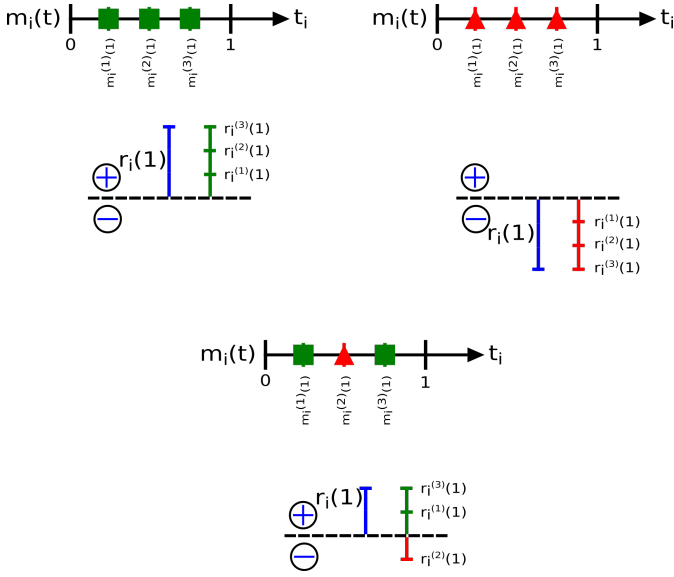 mᵢ(t) tᵢ
0 1
mᵢ⁽¹⁾(1) mᵢ⁽²⁾(1) mᵢ⁽³⁾(1)
rᵢ⁽³⁾(1)
rᵢ(1) rᵢ⁽²⁾(1)
+ rᵢ⁽¹⁾(1)
−
mᵢ(t) tᵢ
0 1
mᵢ⁽¹⁾(1) mᵢ⁽²⁾(1) mᵢ⁽³⁾(1)
+
− rᵢ⁽¹⁾(1)
rᵢ(1) rᵢ⁽²⁾(1)
rᵢ⁽³⁾(1)
mᵢ(t) tᵢ
0 1
mᵢ⁽¹⁾(1) mᵢ⁽²⁾(1) mᵢ⁽³⁾(1)
rᵢ(1) rᵢ⁽³⁾(1)
+ rᵢ⁽¹⁾(1)
− rᵢ⁽²⁾(1)